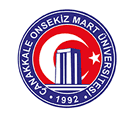 ÇANAKKALE ONSEKİZ MART ÜNİVERSİTESİ
• 1992 •